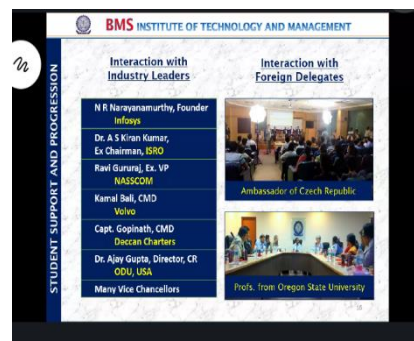 BMS INSTITUTE OF TECHNOLOGY AND MANAGEMENT
STUDENT SUPPORT AND PROGRESSION
Interaction with
Industry Leaders
N R Narayanamurthy, Founder
Infosys
Dr. A S Kiran Kumar,
Ex Chairman, ISRO
Ravi Gururaj, Ex. VP
NASSCOM
Kamal Bali, CMD
Volvo
Capt. Gopinath, CMD
Deccan Charters
Dr. Ajay Gupta, Director, CR
ODU, USA
Many Vice Chancellors
Interaction with
Foreign Delegates
Ambassador of Czech Republic
Profs. from Oregon State University